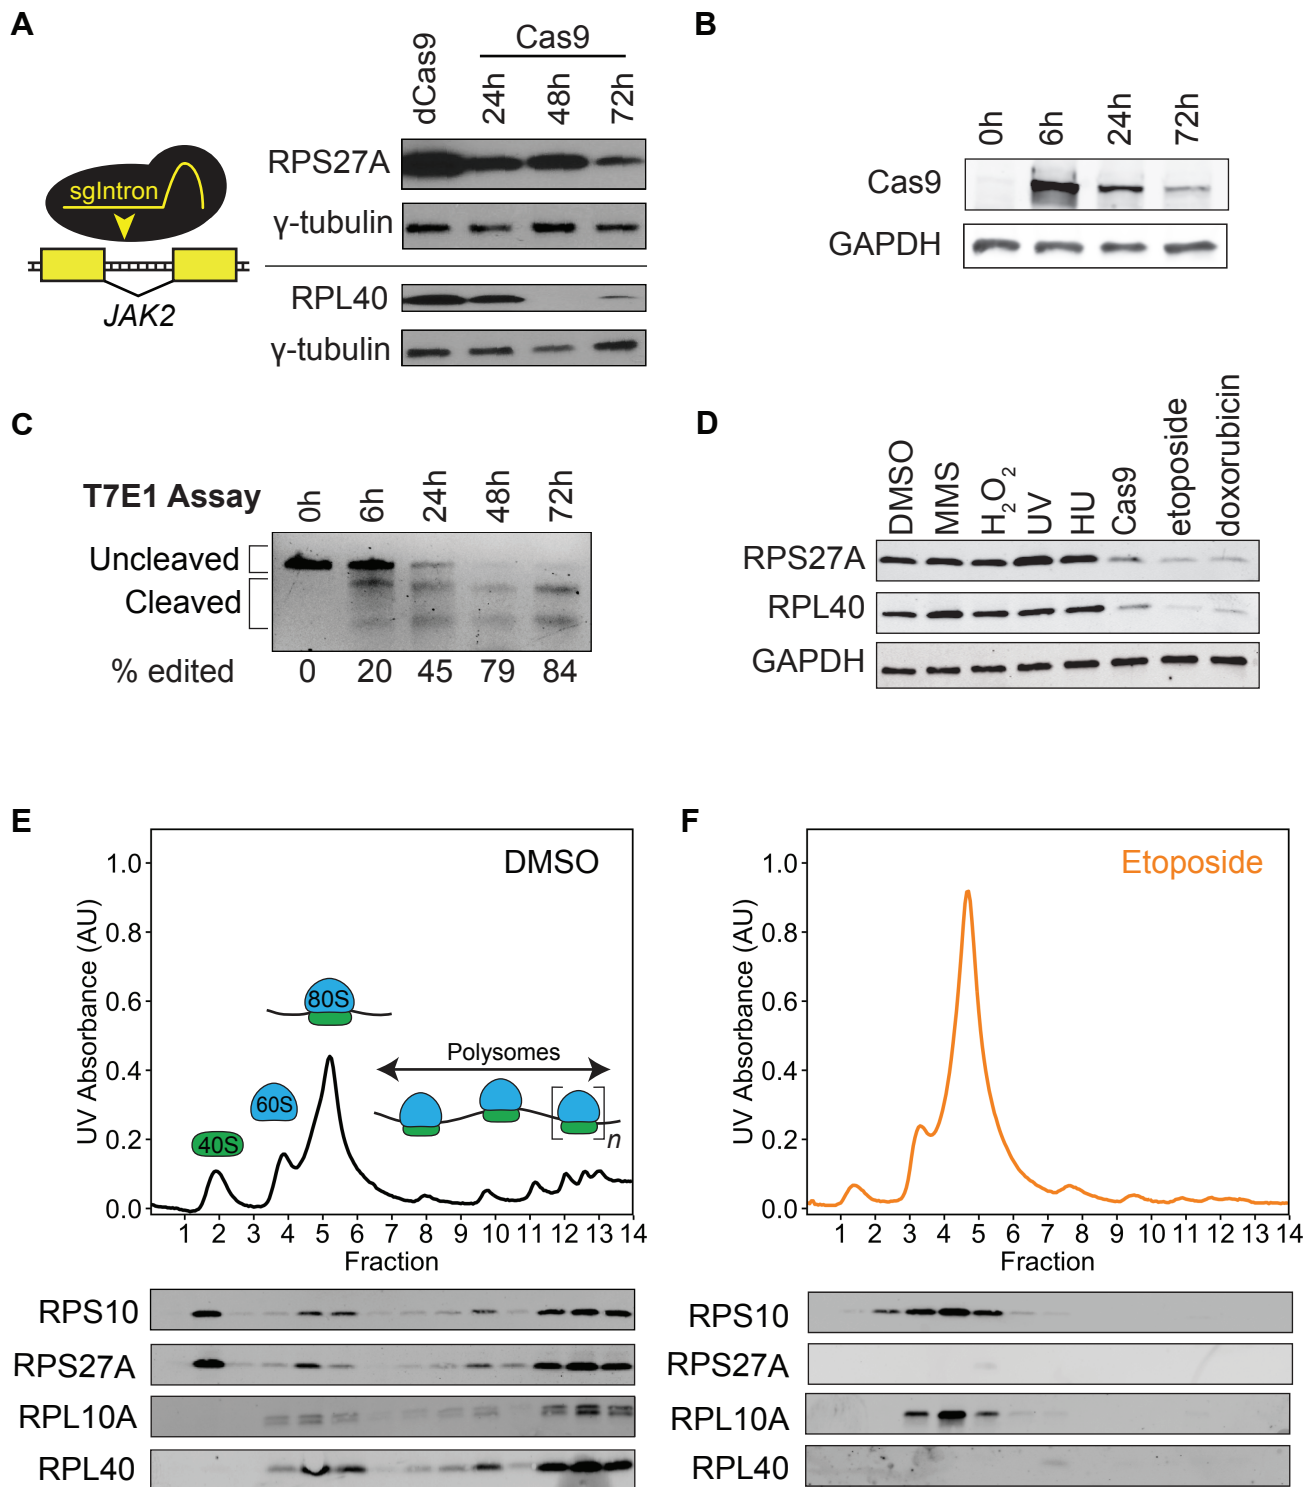 A
dCas9
Cas9
24h
48h
72h
RPS27A
γ-tubulin
RPL40
γ-tubulin
sgIntron
JAK2
B
0h
6h
24h
72h
Cas9
GAPDH
C
T7E1 Assay
0h
6h
24h
48h
72h
Uncleaved
Cleaved
% edited 0 20 45 79 84
D
DMSO
MMS
H2O2
UV
HU
Cas9
etoposide
doxorubicin
RPS27A
RPL40
GAPDH
E
DMSO
UV Absorbance (AU)
1.0
0.8
0.6
0.4
0.2
0.0
80S
60S
40S
Polysomes
n
1 2 3 4 5 6 7 8 9 10 11 12 13 14
Fraction
RPS10
RPS27A
RPL10A
RPL40
F
Etoposide
UV Absorbance (AU)
1.0
0.8
0.6
0.4
0.2
0.0
1 2 3 4 5 6 7 8 9 10 11 12 13 14
Fraction
RPS10
RPS27A
RPL10A
RPL40